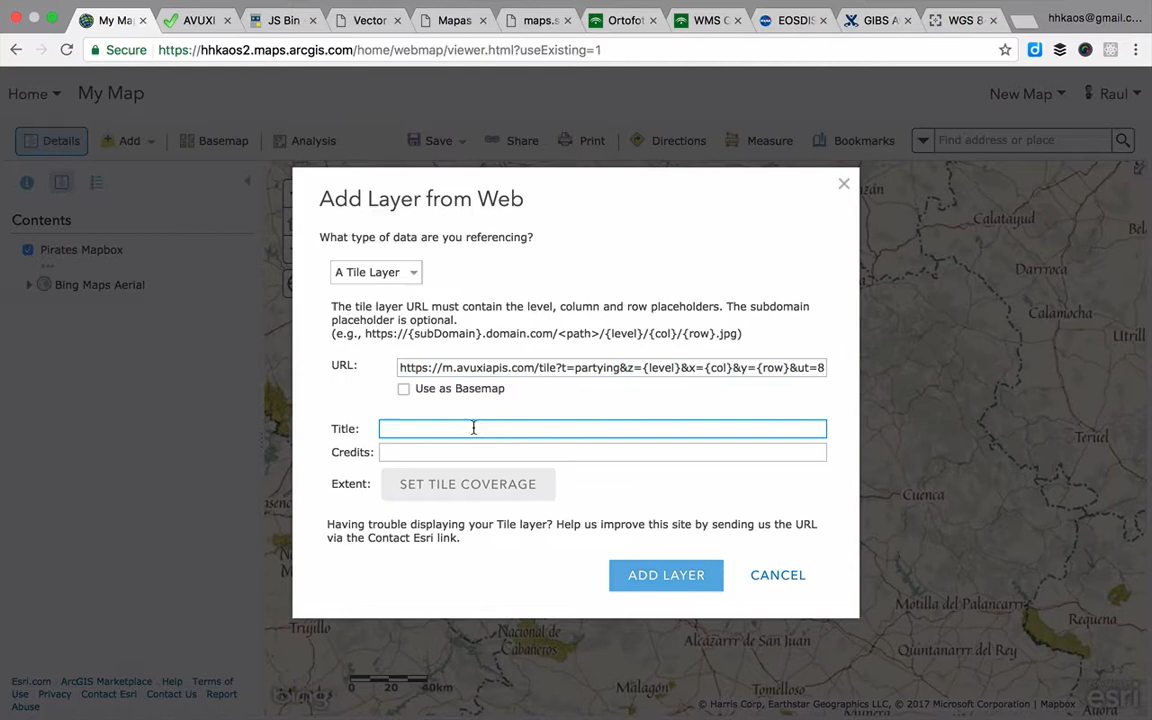 My Ma
AVUXI
JS Bin
Vector
Mapas
maps.s
Ortofot
WMS C
EOSDIS
GIBS A
WGS 8
hhkaos@gmail.c...
Secure
https://hhkaos2.maps.arcgis.com/home/webmap/viewer.html?useExisting=1
Home
My Map
New Map
Raul
Details
Add
Basemap
Analysis
Save
Share
Print
Directions
Measure
Bookmarks
Find address or place
Contents
Pirates Mapbox
Bing Maps Aerial
Add Layer from Web
What type of data are you referencing?
A Tile Layer
The tile layer URL must contain the level, column and row placeholders. The subdomain
placeholder is optional.
(e.g., https://{subDomain}.domain.com/<path>/{level}/{col}/{row}.jpg)
URL:
https://m.avuxiapis.com/tile?t=partying&z={level}&x={col}&y={row}&ut=8
Use as Basemap
Title:
Credits:
Extent:
SET TILE COVERAGE
Having trouble displaying your Tile layer? Help us improve this site by sending us the URL
via the Contact Esri link.
ADD LAYER
CANCEL
Calatayud
Daroca
Calamocha
Utrill
Teruel
Cuenca
Motilla del Palancar
Requena
Quintanar del Rey
Trujillo
Nacional de
Cabañeros
Alcázar de San Juan
Malagón
Tomelloso
Esri.com
ArcGIS Marketplace
Help
Terms of
Use
Privacy
Contact Esri
Contact Us
Report
Abuse
bing
40km
© Harris Corp, Earthstar Geographics LLC, © 2017 Microsoft Corporation | Mapbox
esri